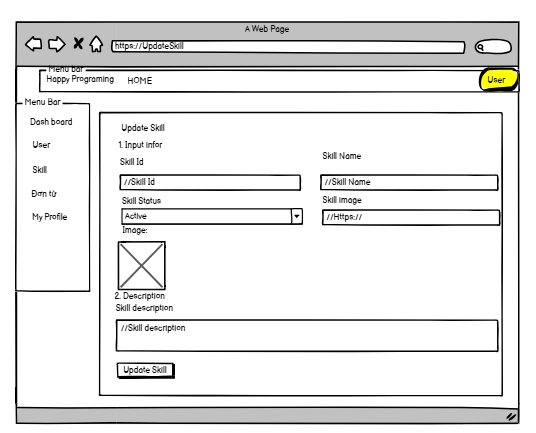 A Web Page
https://UpdateSkill
Menu bar
Happy Programing HOME User
Menu Bar
Dash board
User
Skill
Đơn từ
My Profile
Update Skill
1. Input infor
Skill Id Skill Name
//Skill Id //Skill Name
Skill Status Skill image
Active //Https://
Image:
2. Description
Skill description
//Skill description
Update Skill